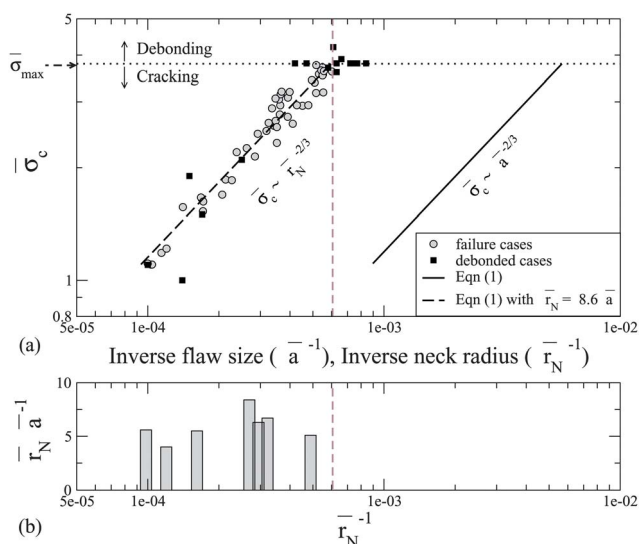 5
Debonding
σ̄max
Cracking
σ̄c
σ̄c ~ r̄N^-2/3
σ̄c ~ a̅^-2/3
failure cases
debonded cases
Eqn (1)
Eqn (1) with r̄N = 8.6 a̅
1
0.8
5e-05 1e-04 1e-03 1e-02
(a) Inverse flaw size ( a̅^-1), Inverse neck radius ( r̄N^-1)
10
r̄N a̅^-1
5
0
5e-05 1e-04 1e-03 1e-02
(b) r̄N^-1